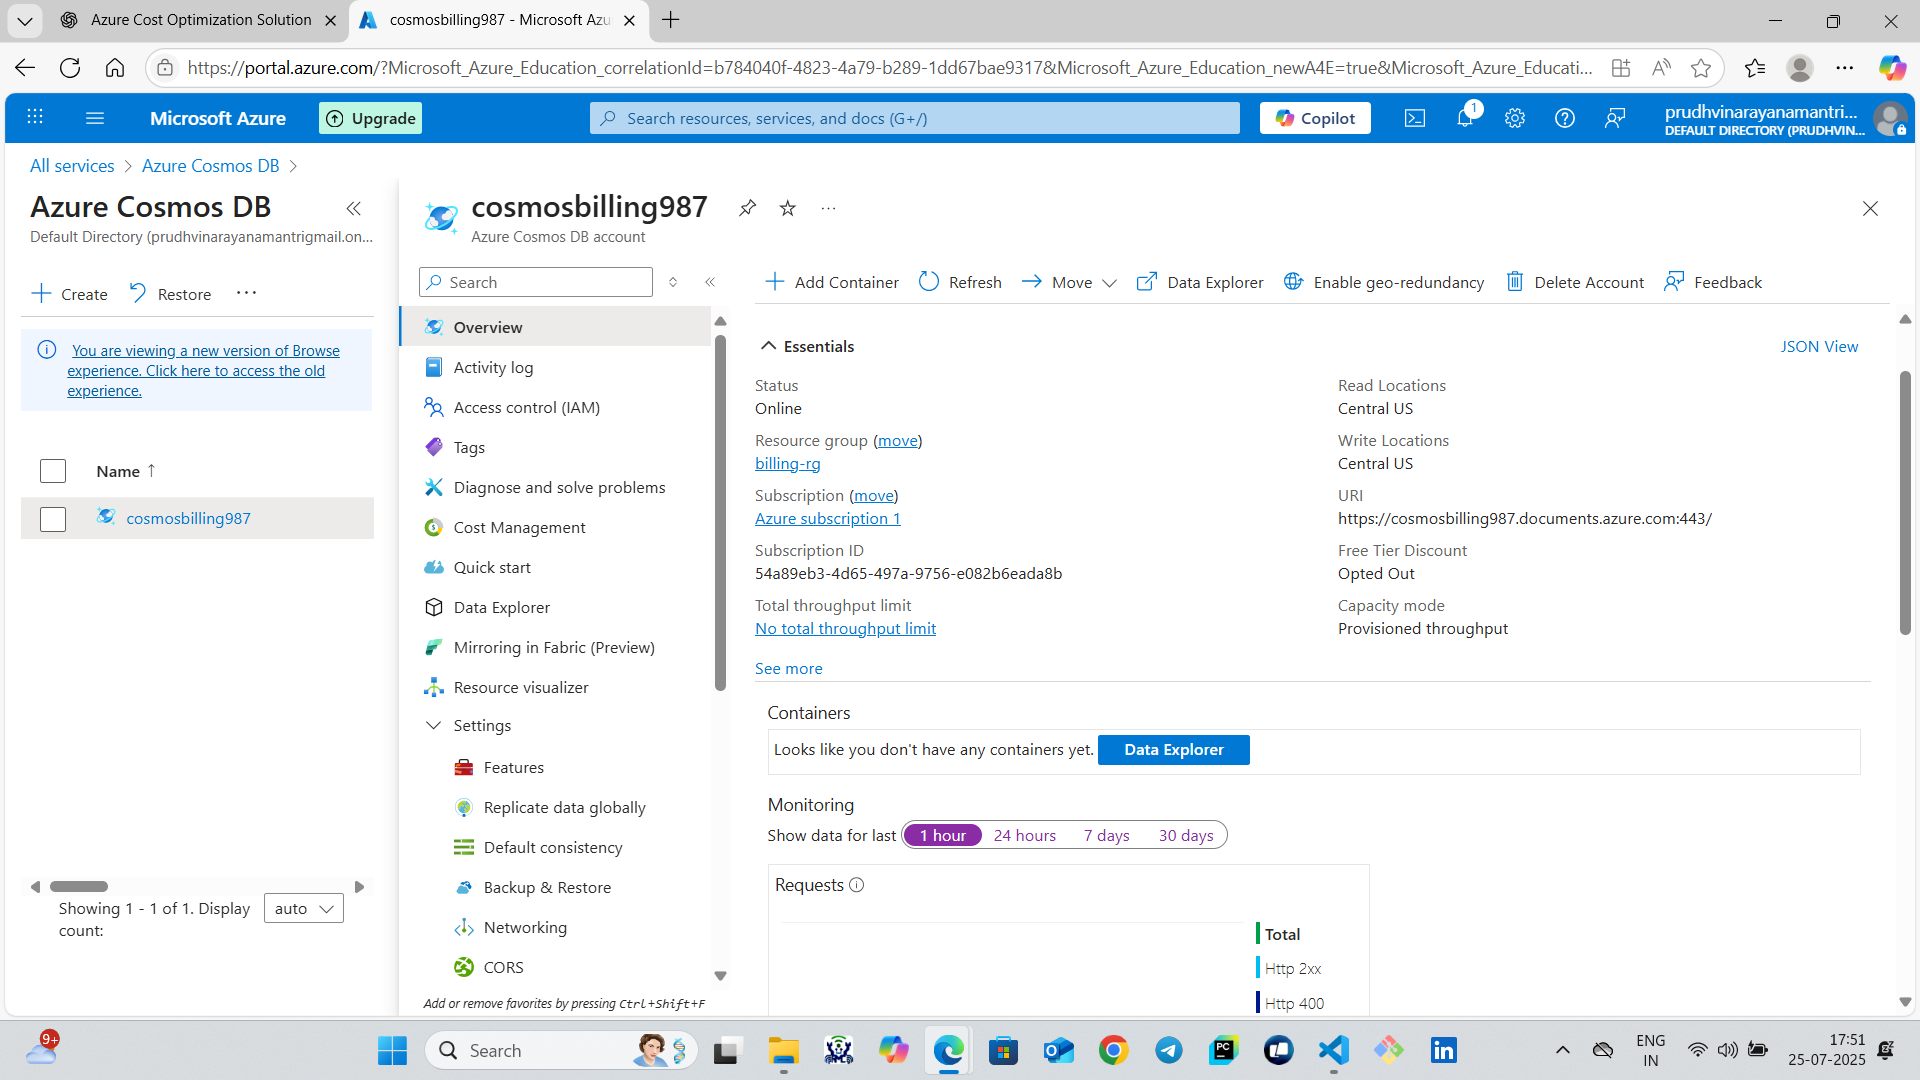 Azure Cost Optimization Solution
cosmosbilling987 - Microsoft Azu
https://portal.azure.com/?Microsoft_Azure_Education_correlationId=b784040f-4823-4a79-b289-1dd67bae9317&Microsoft_Azure_Education_newA4E=true&Microsoft_Azure_Educati...
Microsoft Azure
Upgrade
Search resources, services, and docs (G+/)
Copilot
1
prudhvinarayanamantri...
DEFAULT DIRECTORY (PRUDHVIN...
All services
Azure Cosmos DB
Azure Cosmos DB
Default Directory (prudhvinarayanamantrigmail.on...
Create
Restore
You are viewing a new version of Browse
experience. Click here to access the old
experience.
Name ↑
cosmosbilling987
Showing 1 - 1 of 1. Display
count:
auto
cosmosbilling987
Azure Cosmos DB account
Search
Overview
Activity log
Access control (IAM)
Tags
Diagnose and solve problems
Cost Management
Quick start
Data Explorer
Mirroring in Fabric (Preview)
Resource visualizer
Settings
Features
Replicate data globally
Default consistency
Backup & Restore
Networking
CORS
Add or remove favorites by pressing Ctrl+Shift+F
Add Container
Refresh
Move
Data Explorer
Enable geo-redundancy
Delete Account
Feedback
Essentials
JSON View
Status
Online
Resource group (move)
billing-rg
Subscription (move)
Azure subscription 1
Subscription ID
54a89eb3-4d65-497a-9756-e082b6eada8b
Total throughput limit
No total throughput limit
See more
Read Locations
Central US
Write Locations
Central US
URI
https://cosmosbilling987.documents.azure.com:443/
Free Tier Discount
Opted Out
Capacity mode
Provisioned throughput
Containers
Looks like you don't have any containers yet.
Data Explorer
Monitoring
Show data for last
1 hour
24 hours
7 days
30 days
Requests
Total
Http 2xx
Http 400
9+
Search
PC
in
ENG
IN
17:51
25-07-2025